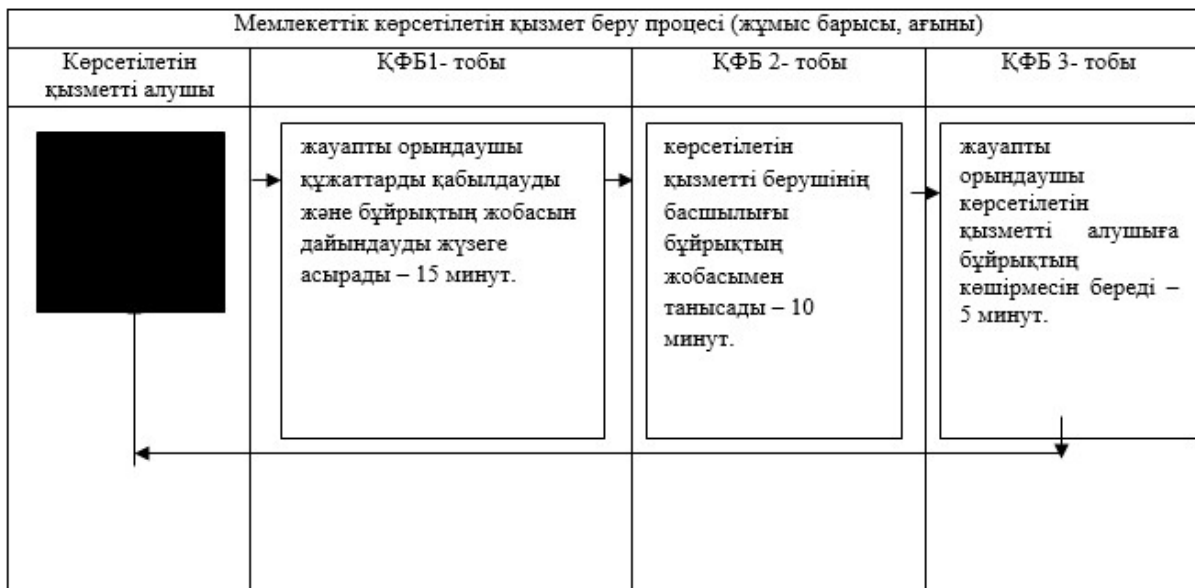 Мемлекеттік көрсетілетін қызмет беру процесі (жұмыс барысы, ағыны)
Көрсетілетін
қызметті алушы
ҚФБ1- тобы
ҚФБ 2- тобы
ҚФБ 3- тобы
жауапты орындаушы
құжаттарды қабылдауды
және бұйрықтың жобасын
дайындауды жүзеге
асырады – 15 минут.
көрсетілетін
қызметті берушінің
басшылығы
бұйрықтың
жобасымен
танысады – 10
минут.
жауапты
орындаушы
көрсетілетін
қызметті алушыға
бұйрықтың
көшірмесін береді –
5 минут.